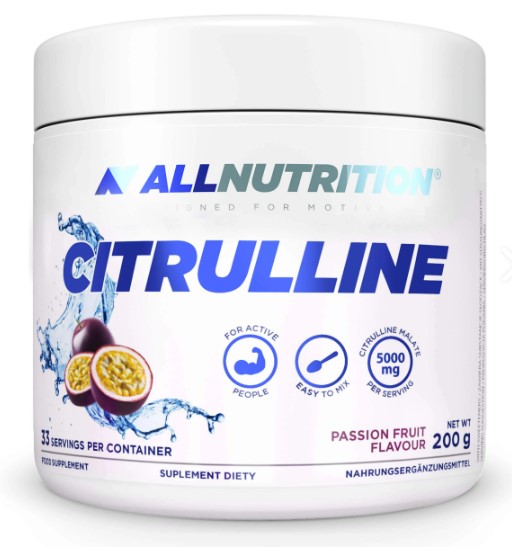 ALLNUTRITION®
CITRULLINE
FOR ACTIVE
PEOPLE
EASY TO MIX
CITRULLINE MALATE
5000
mg
PER SERVING
33 SERVINGS PER CONTAINER
FOOD SUPPLEMENT
SUPLEMENT DIETY
PASSION FRUIT
FLAVOUR
NET WT
200 g
NAHRUNGSERGÄNZUNGSMITTEL